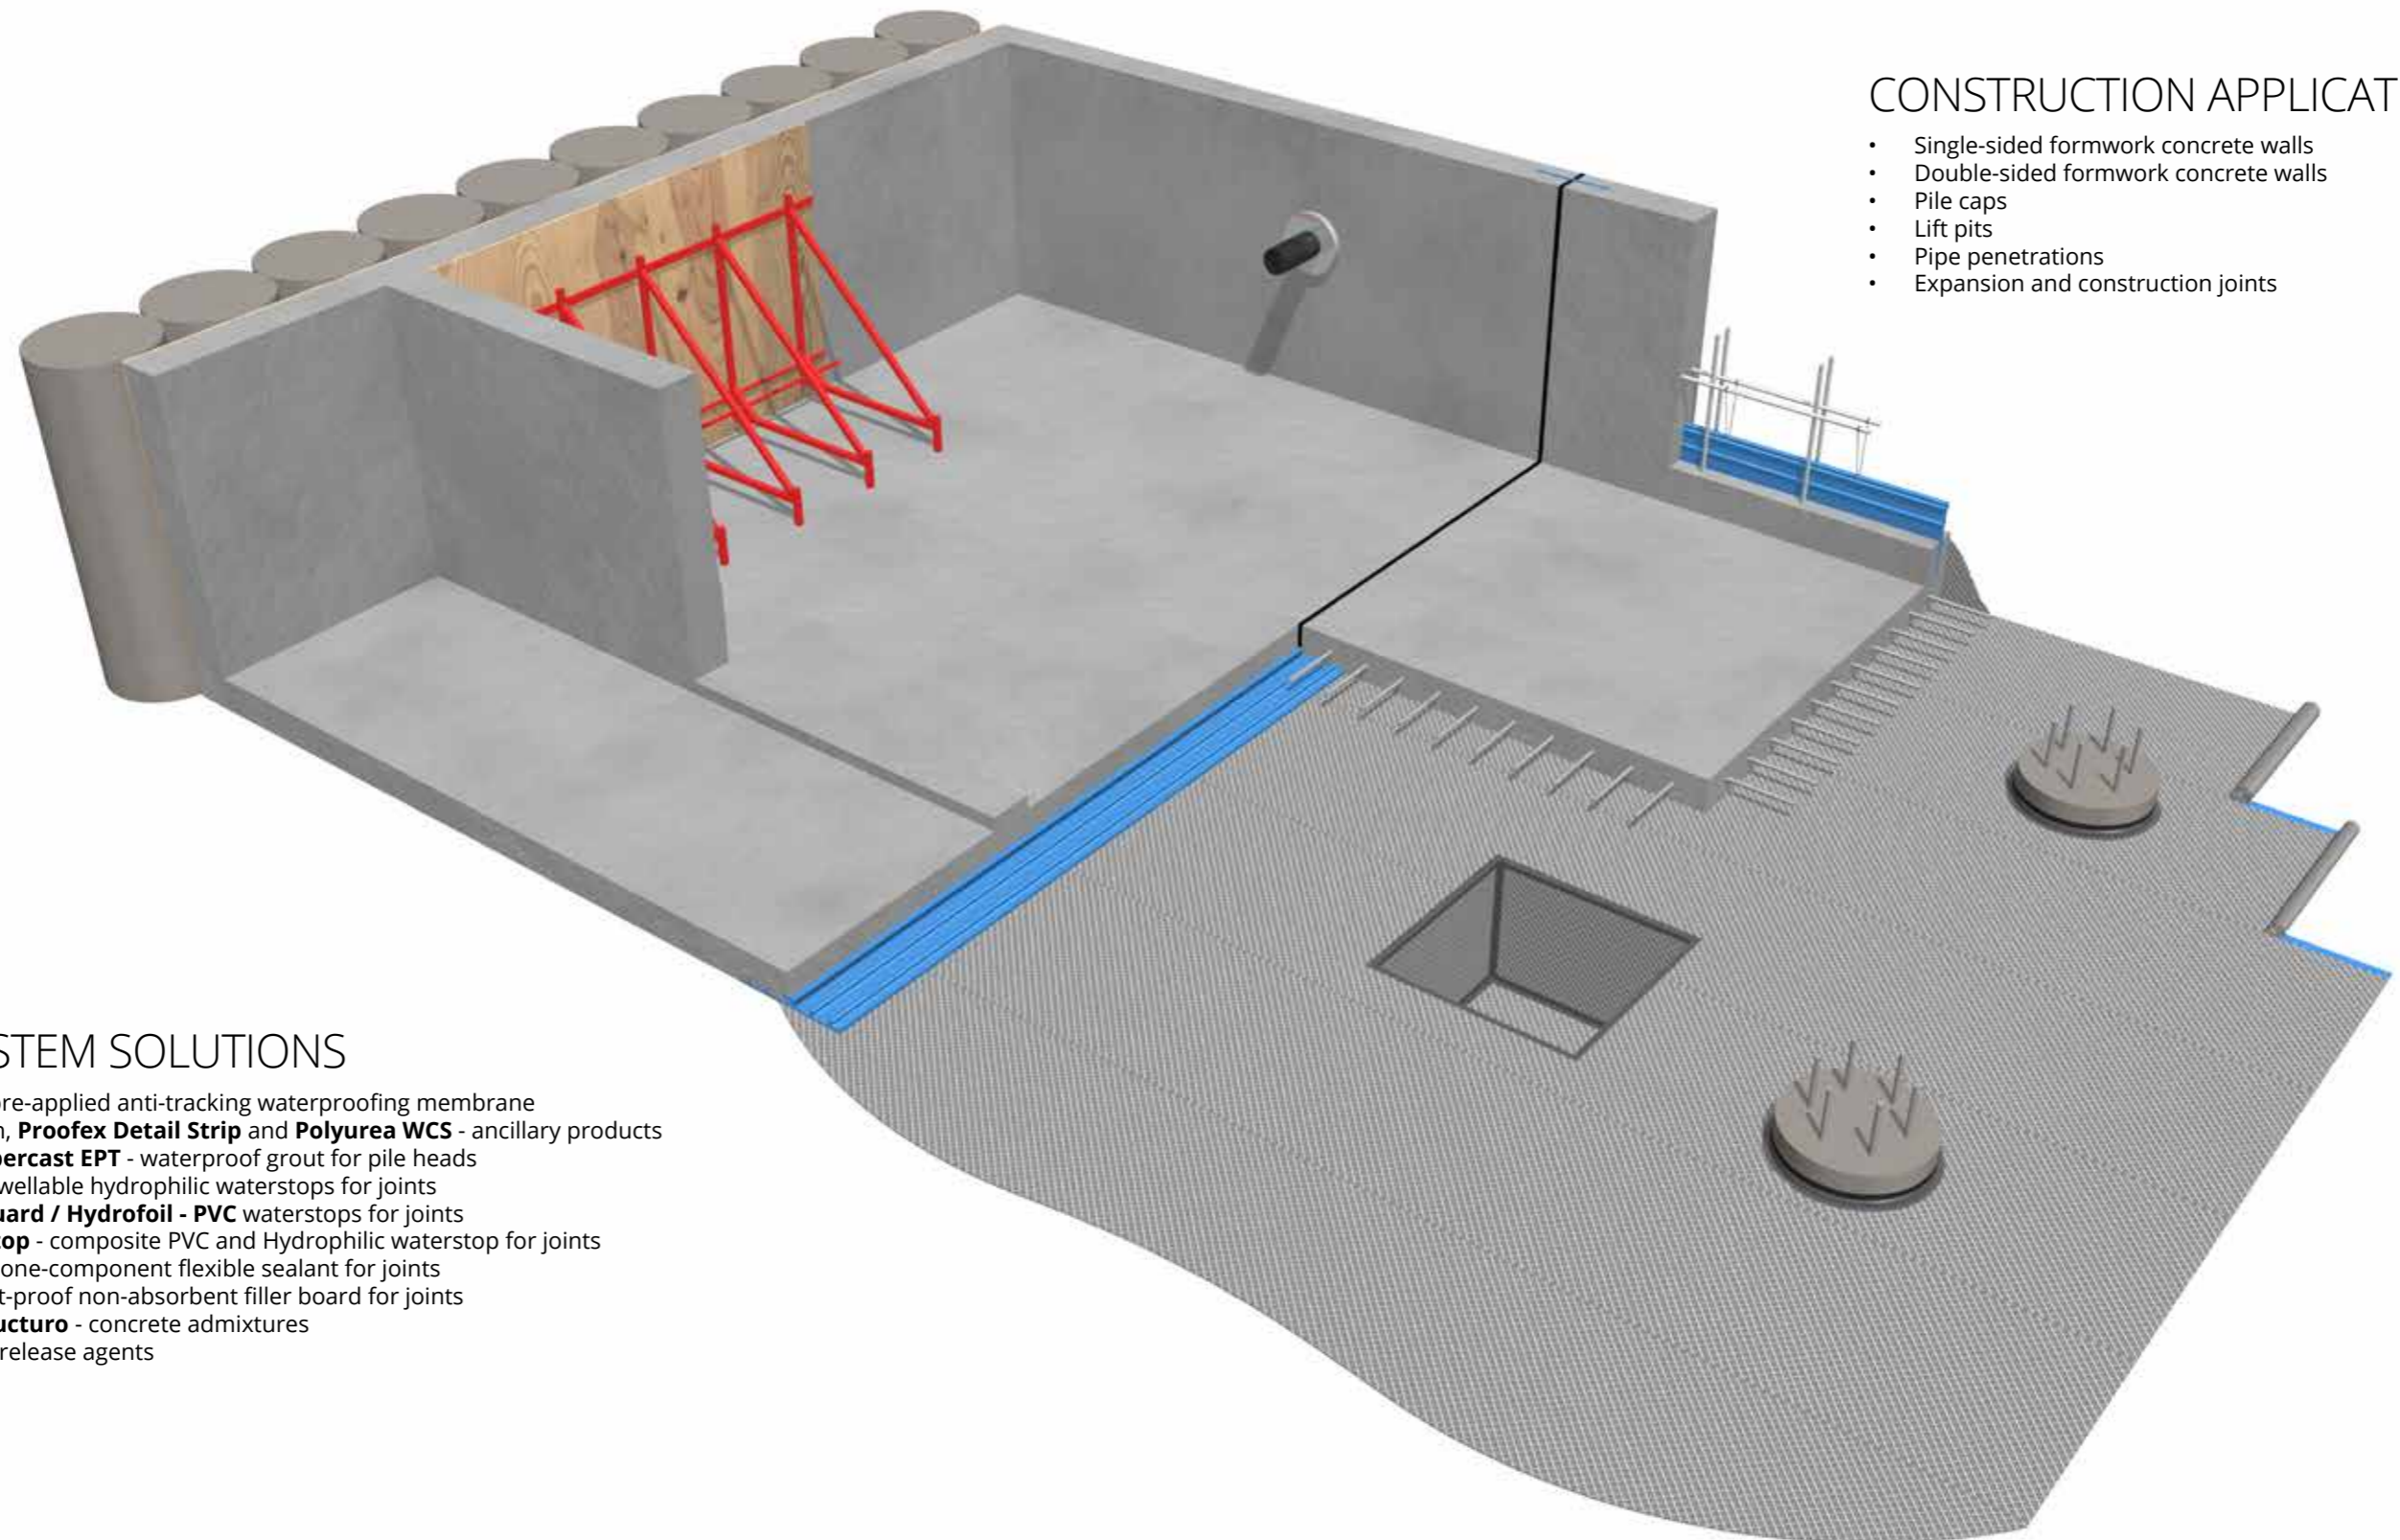 CONSTRUCTION APPLICAT
• Single-sided formwork concrete walls
• Double-sided formwork concrete walls
• Pile caps
• Lift pits
• Pipe penetrations
• Expansion and construction joints
STEM SOLUTIONS
pre-applied anti-tracking waterproofing membrane
Proofex Detail Strip and Polyurea WCS - ancillary products
percast EPT - waterproof grout for pile heads
wellable hydrophilic waterstops for joints
uard / Hydrofoil - PVC waterstops for joints
top - composite PVC and Hydrophilic waterstop for joints
one-component flexible sealant for joints
t-proof non-absorbent filler board for joints
ucturo - concrete admixtures
release agents